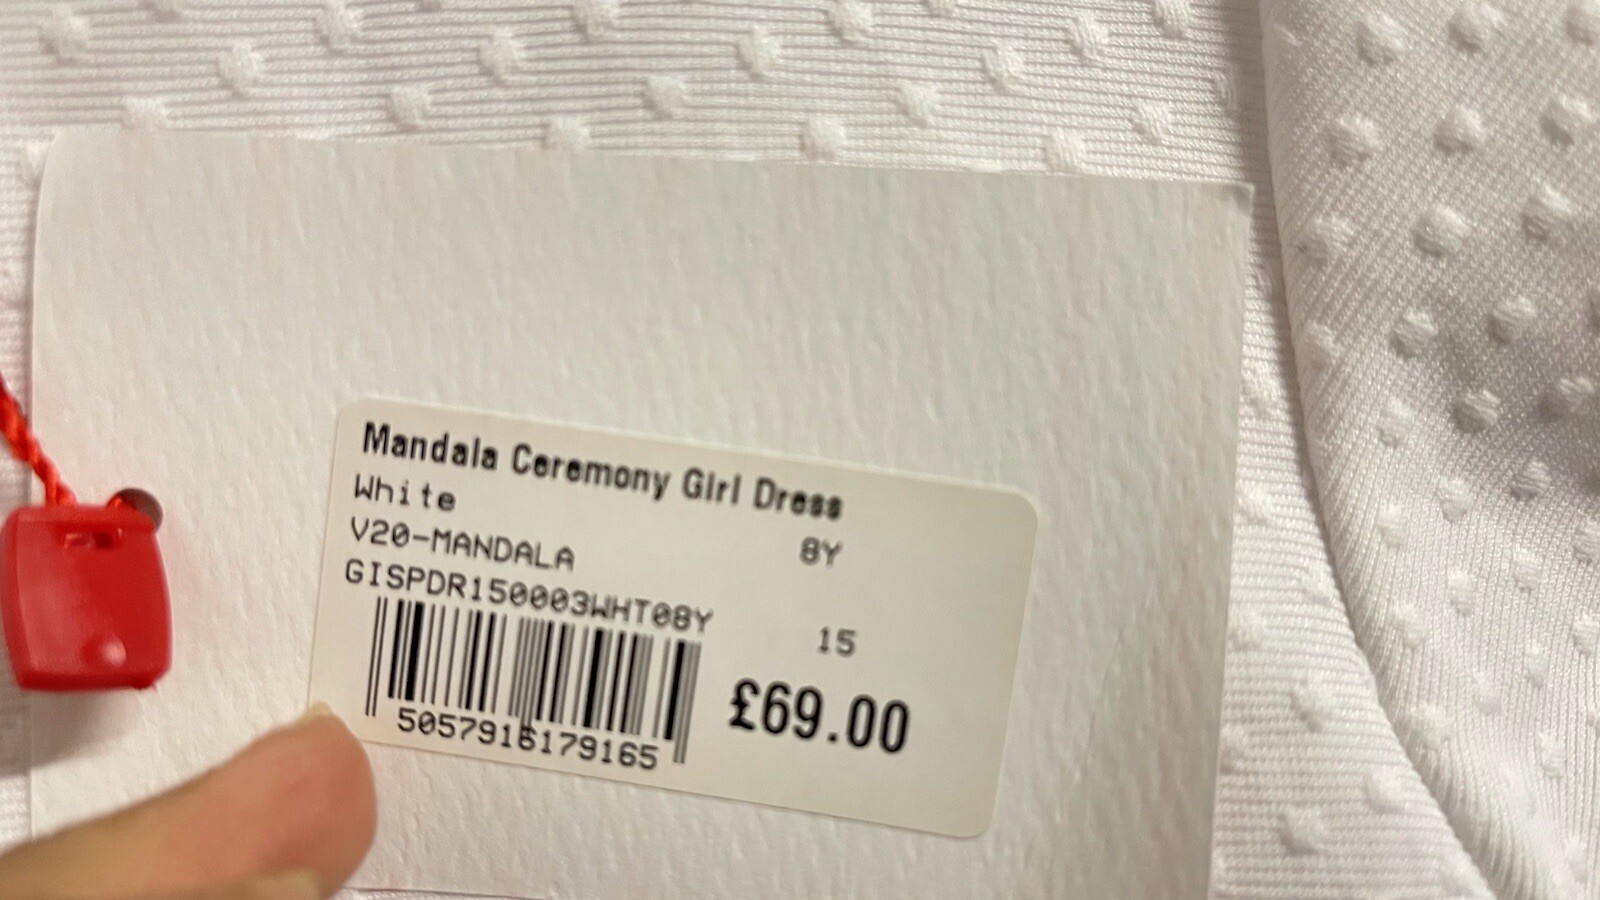 Mandala Ceremony Girl Dress
White
V20-MANDALA 8Y
GISPDR150003WHT08Y
15
£69.00
5057916179165